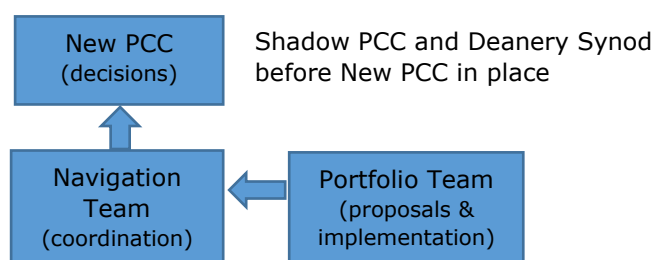 New PCC
(decisions)
Shadow PCC and Deanery Synod
before New PCC in place
Navigation
Team
(coordination)
Portfolio Team
(proposals &
implementation)